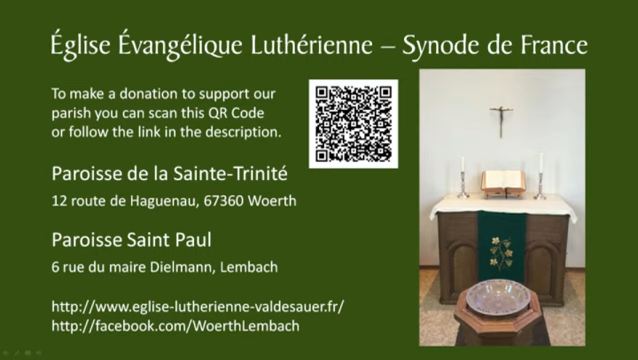 Église Évangélique Luthérienne – Synode de France
To make a donation to support our
parish you can scan this QR Code
or follow the link in the description.
Paroisse de la Sainte-Trinité
12 route de Haguenau, 67360 Woerth
Paroisse Saint Paul
6 rue du maire Dielmann, Lembach
http://www.eglise-lutherienne-valdesauer.fr/
http://facebook.com/WoerthLembach